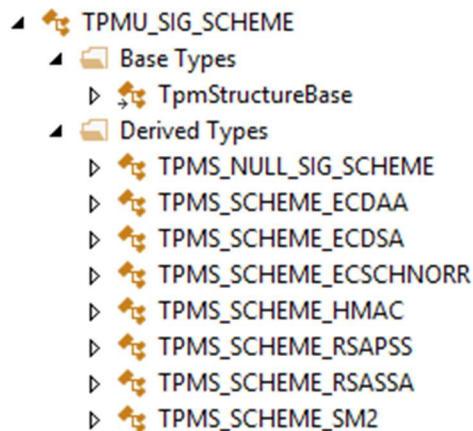 TPMU_SIG_SCHEME
Base Types
TpmStructureBase
Derived Types
TPMS_NULL_SIG_SCHEME
TPMS_SCHEME_ECDAA
TPMS_SCHEME_ECDSA
TPMS_SCHEME_ECSCHNORR
TPMS_SCHEME_HMAC
TPMS_SCHEME_RSAPSS
TPMS_SCHEME_RSASSA
TPMS_SCHEME_SM2